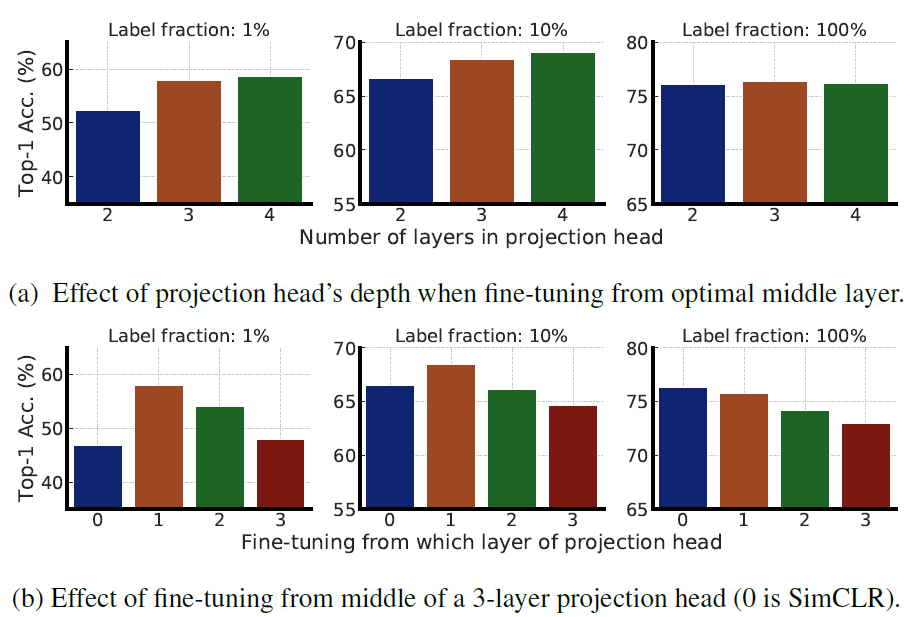 Label fraction: 1% Label fraction: 10% Label fraction: 100%
Top-1 Acc. (%)
60
50
40
2 3 4
70
65
60
55
2 3 4
80
75
70
65
2 3 4
Number of layers in projection head
(a) Effect of projection head's depth when fine-tuning from optimal middle layer.
Label fraction: 1% Label fraction: 10% Label fraction: 100%
Top-1 Acc. (%)
60
50
40
0 1 2 3
70
65
60
55
0 1 2 3
80
75
70
65
0 1 2 3
Fine-tuning from which layer of projection head
(b) Effect of fine-tuning from middle of a 3-layer projection head (0 is SimCLR).